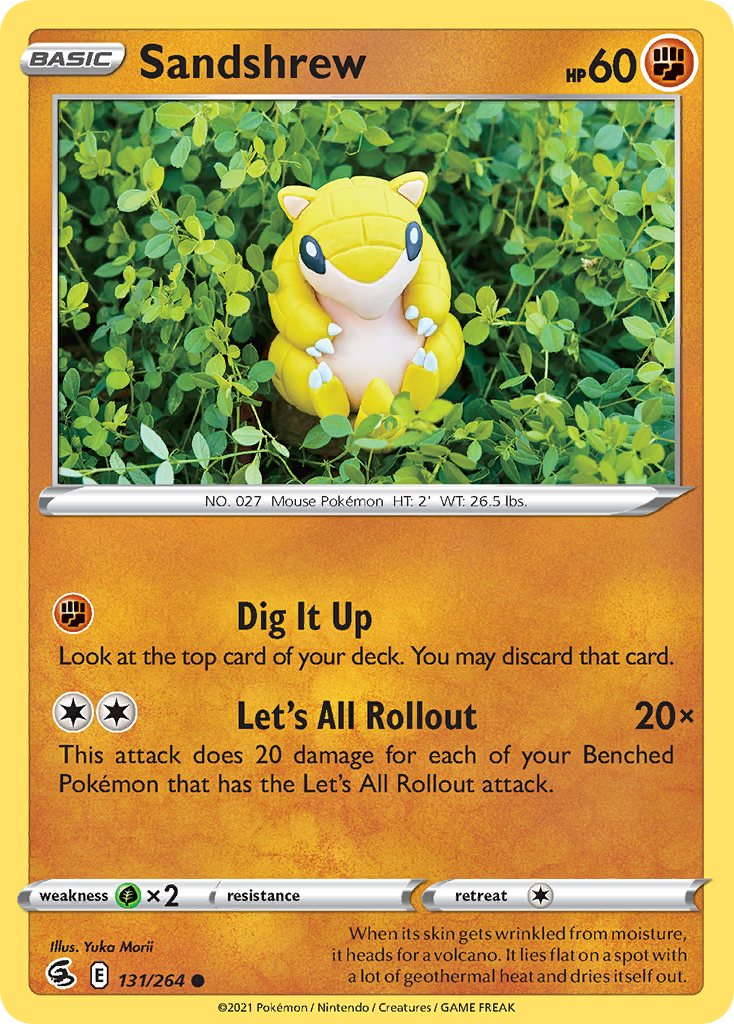 BASIC
Sandshrew
HP 60
NO. 027 Mouse Pokémon HT: 2' WT: 26.5 lbs.
Dig It Up
Look at the top card of your deck. You may discard that card.
Let's All Rollout 20×
This attack does 20 damage for each of your Benched
Pokémon that has the Let's All Rollout attack.
weakness ×2 resistance retreat
When its skin gets wrinkled from moisture,
it heads for a volcano. It lies flat on a spot with
a lot of geothermal heat and dries itself out.
Illus. Yuka Morii
E 131/264
©2021 Pokémon / Nintendo / Creatures / GAME FREAK